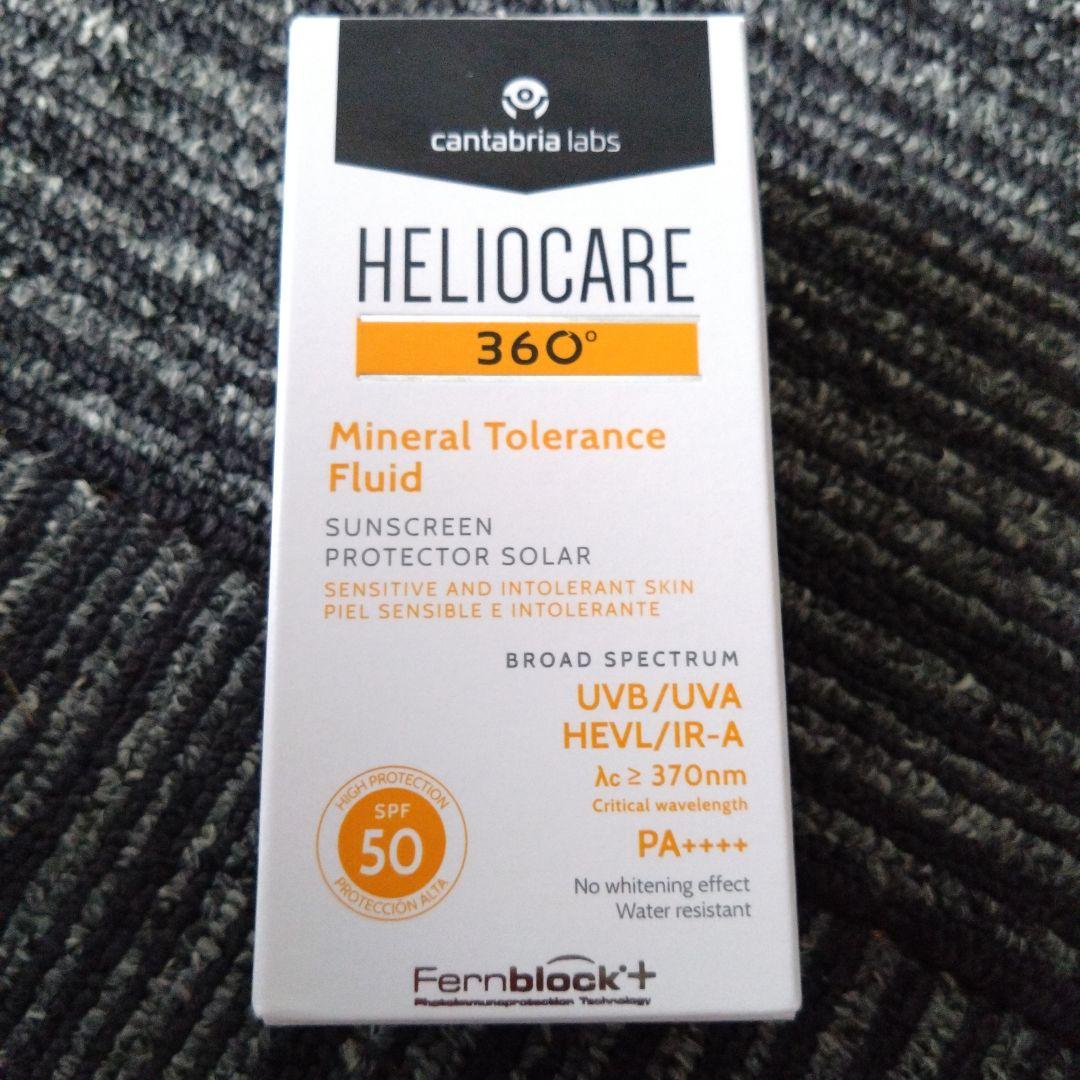 cantabria labs
HELIOCARE
360°
Mineral Tolerance
Fluid
SUNSCREEN
PROTECTOR SOLAR
SENSITIVE AND INTOLERANT SKIN
PIEL SENSIBLE E INTOLERANTE
BROAD SPECTRUM
UVB/UVA
HEVL/IR-A
λc ≥ 370nm
Critical wavelength
PA++++
HIGH PROTECTION
SPF
50
PROTECCIÓN ALTA
No whitening effect
Water resistant
Fernblock®+
Photoimmunoprotection Technology